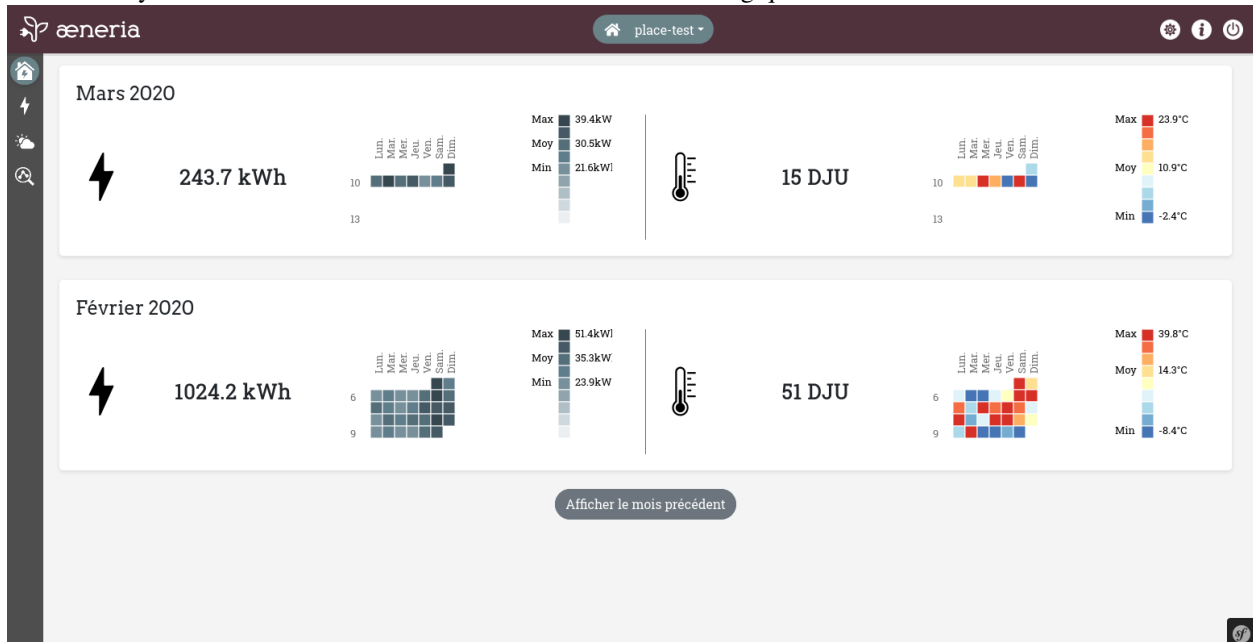 æneria
place-test
Mars 2020
243.7 kWh
Lun.
Mar.
Mer.
Jeu.
Ven.
Sam.
Dim.
10
13
Max 39.4kW
Moy 30.5kW
Min 21.6kW
15 DJU
Lun.
Mar.
Mer.
Jeu.
Ven.
Sam.
Dim.
10
13
Max 23.9°C
Moy 10.9°C
Min -2.4°C
Février 2020
1024.2 kWh
Lun.
Mar.
Mer.
Jeu.
Ven.
Sam.
Dim.
6
9
Max 51.4kW
Moy 35.3kW
Min 23.9kW
51 DJU
Lun.
Mar.
Mer.
Jeu.
Ven.
Sam.
Dim.
6
9
Max 39.8°C
Moy 14.3°C
Min -8.4°C
Afficher le mois précédent
sf